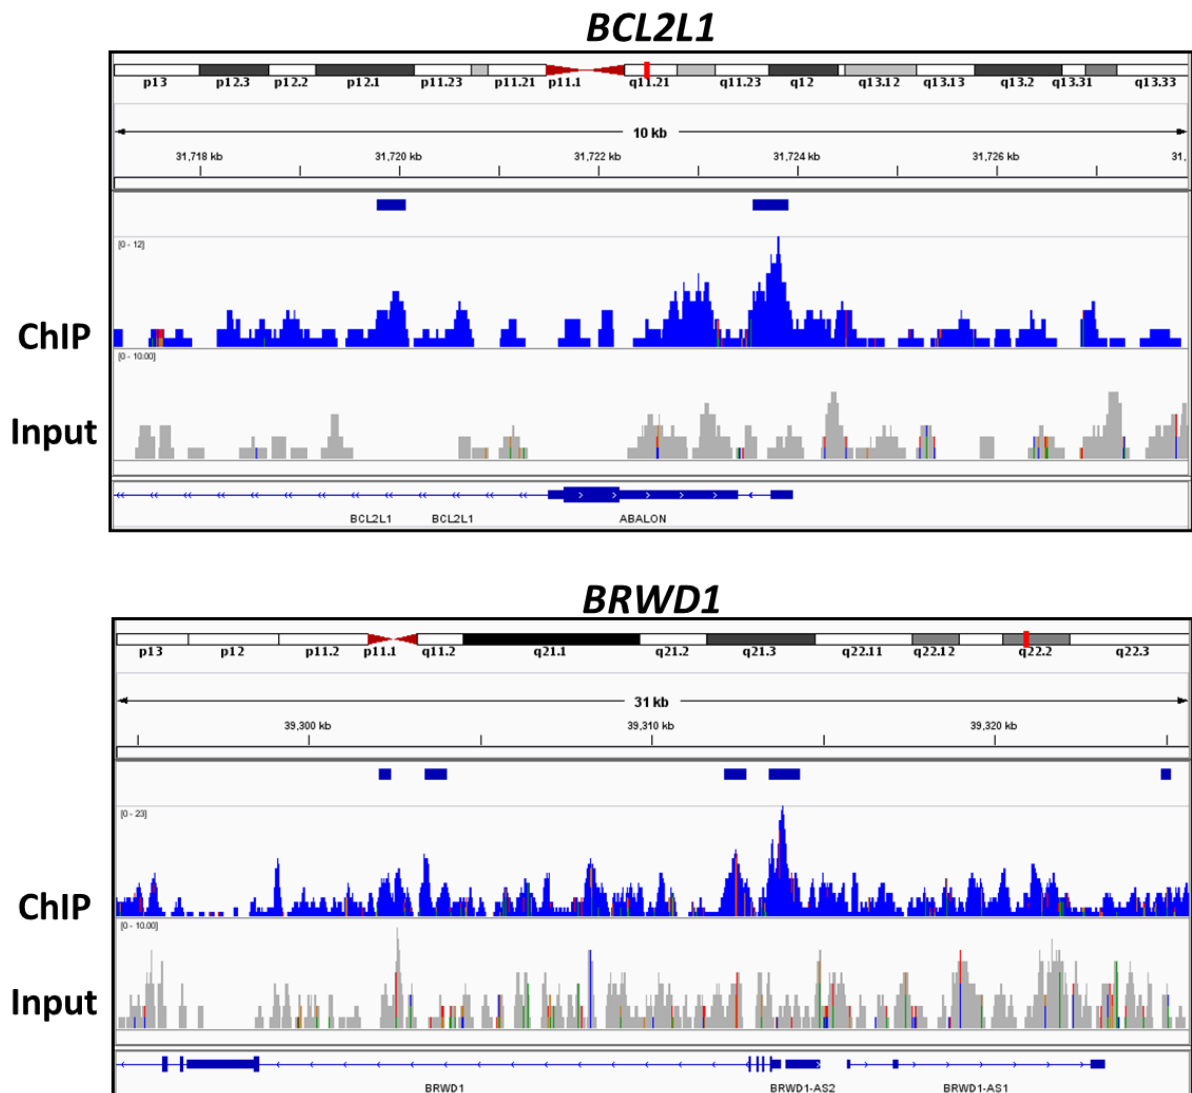 BCL2L1
p13 p12.3 p12.2 p12.1 p11.23 p11.21 p11.1 q11.21 q11.23 q12 q13.12 q13.13 q13.2 q13.31 q13.33
10 kb
31,718 kb 31,720 kb 31,722 kb 31,724 kb 31,726 kb 31,
[0 - 12]
ChIP
[0 - 10.00]
Input
BCL2L1 BCL2L1 ABALON
BRWD1
p13 p12 p11.2 p11.1 q11.2 q21.1 q21.2 q21.3 q22.11 q22.12 q22.2 q22.3
31 kb
39,300 kb 39,310 kb 39,320 kb
[0 - 23]
ChIP
[0 - 10.00]
Input
BRWD1 BRWD1-AS2 BRWD1-AS1